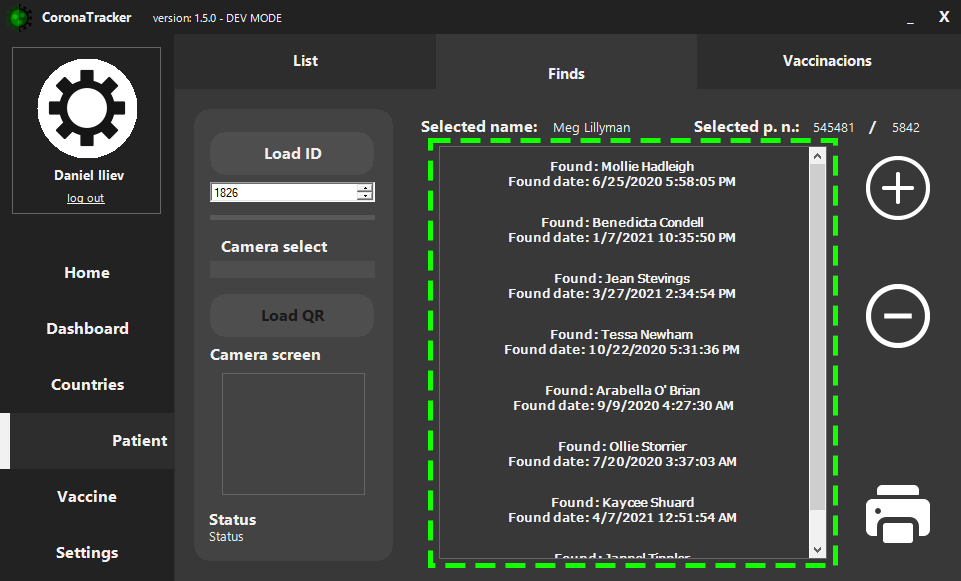 CoronaTracker version: 1.5.0 - DEV MODE _ X
Daniel Iliev
log out
Home
Dashboard
Countries
Patient
Vaccine
Settings
List
Finds
Vaccinacions
Load ID
1826
Camera select
Load QR
Camera screen
Status
Status
Selected name: Meg Lillyman Selected p. n.: 545481 / 5842
Found: Mollie Hadleigh
Found date: 6/25/2020 5:58:05 PM
Found: Benedicta Condell
Found date: 1/7/2021 10:35:50 PM
Found: Jean Stevings
Found date: 3/27/2021 2:34:54 PM
Found: Tessa Newham
Found date: 10/22/2020 5:31:36 PM
Found: Arabella O' Brian
Found date: 9/9/2020 4:27:30 AM
Found: Ollie Storrier
Found date: 7/20/2020 3:37:03 AM
Found: Kaycee Shuard
Found date: 4/7/2021 12:51:54 AM
Found: